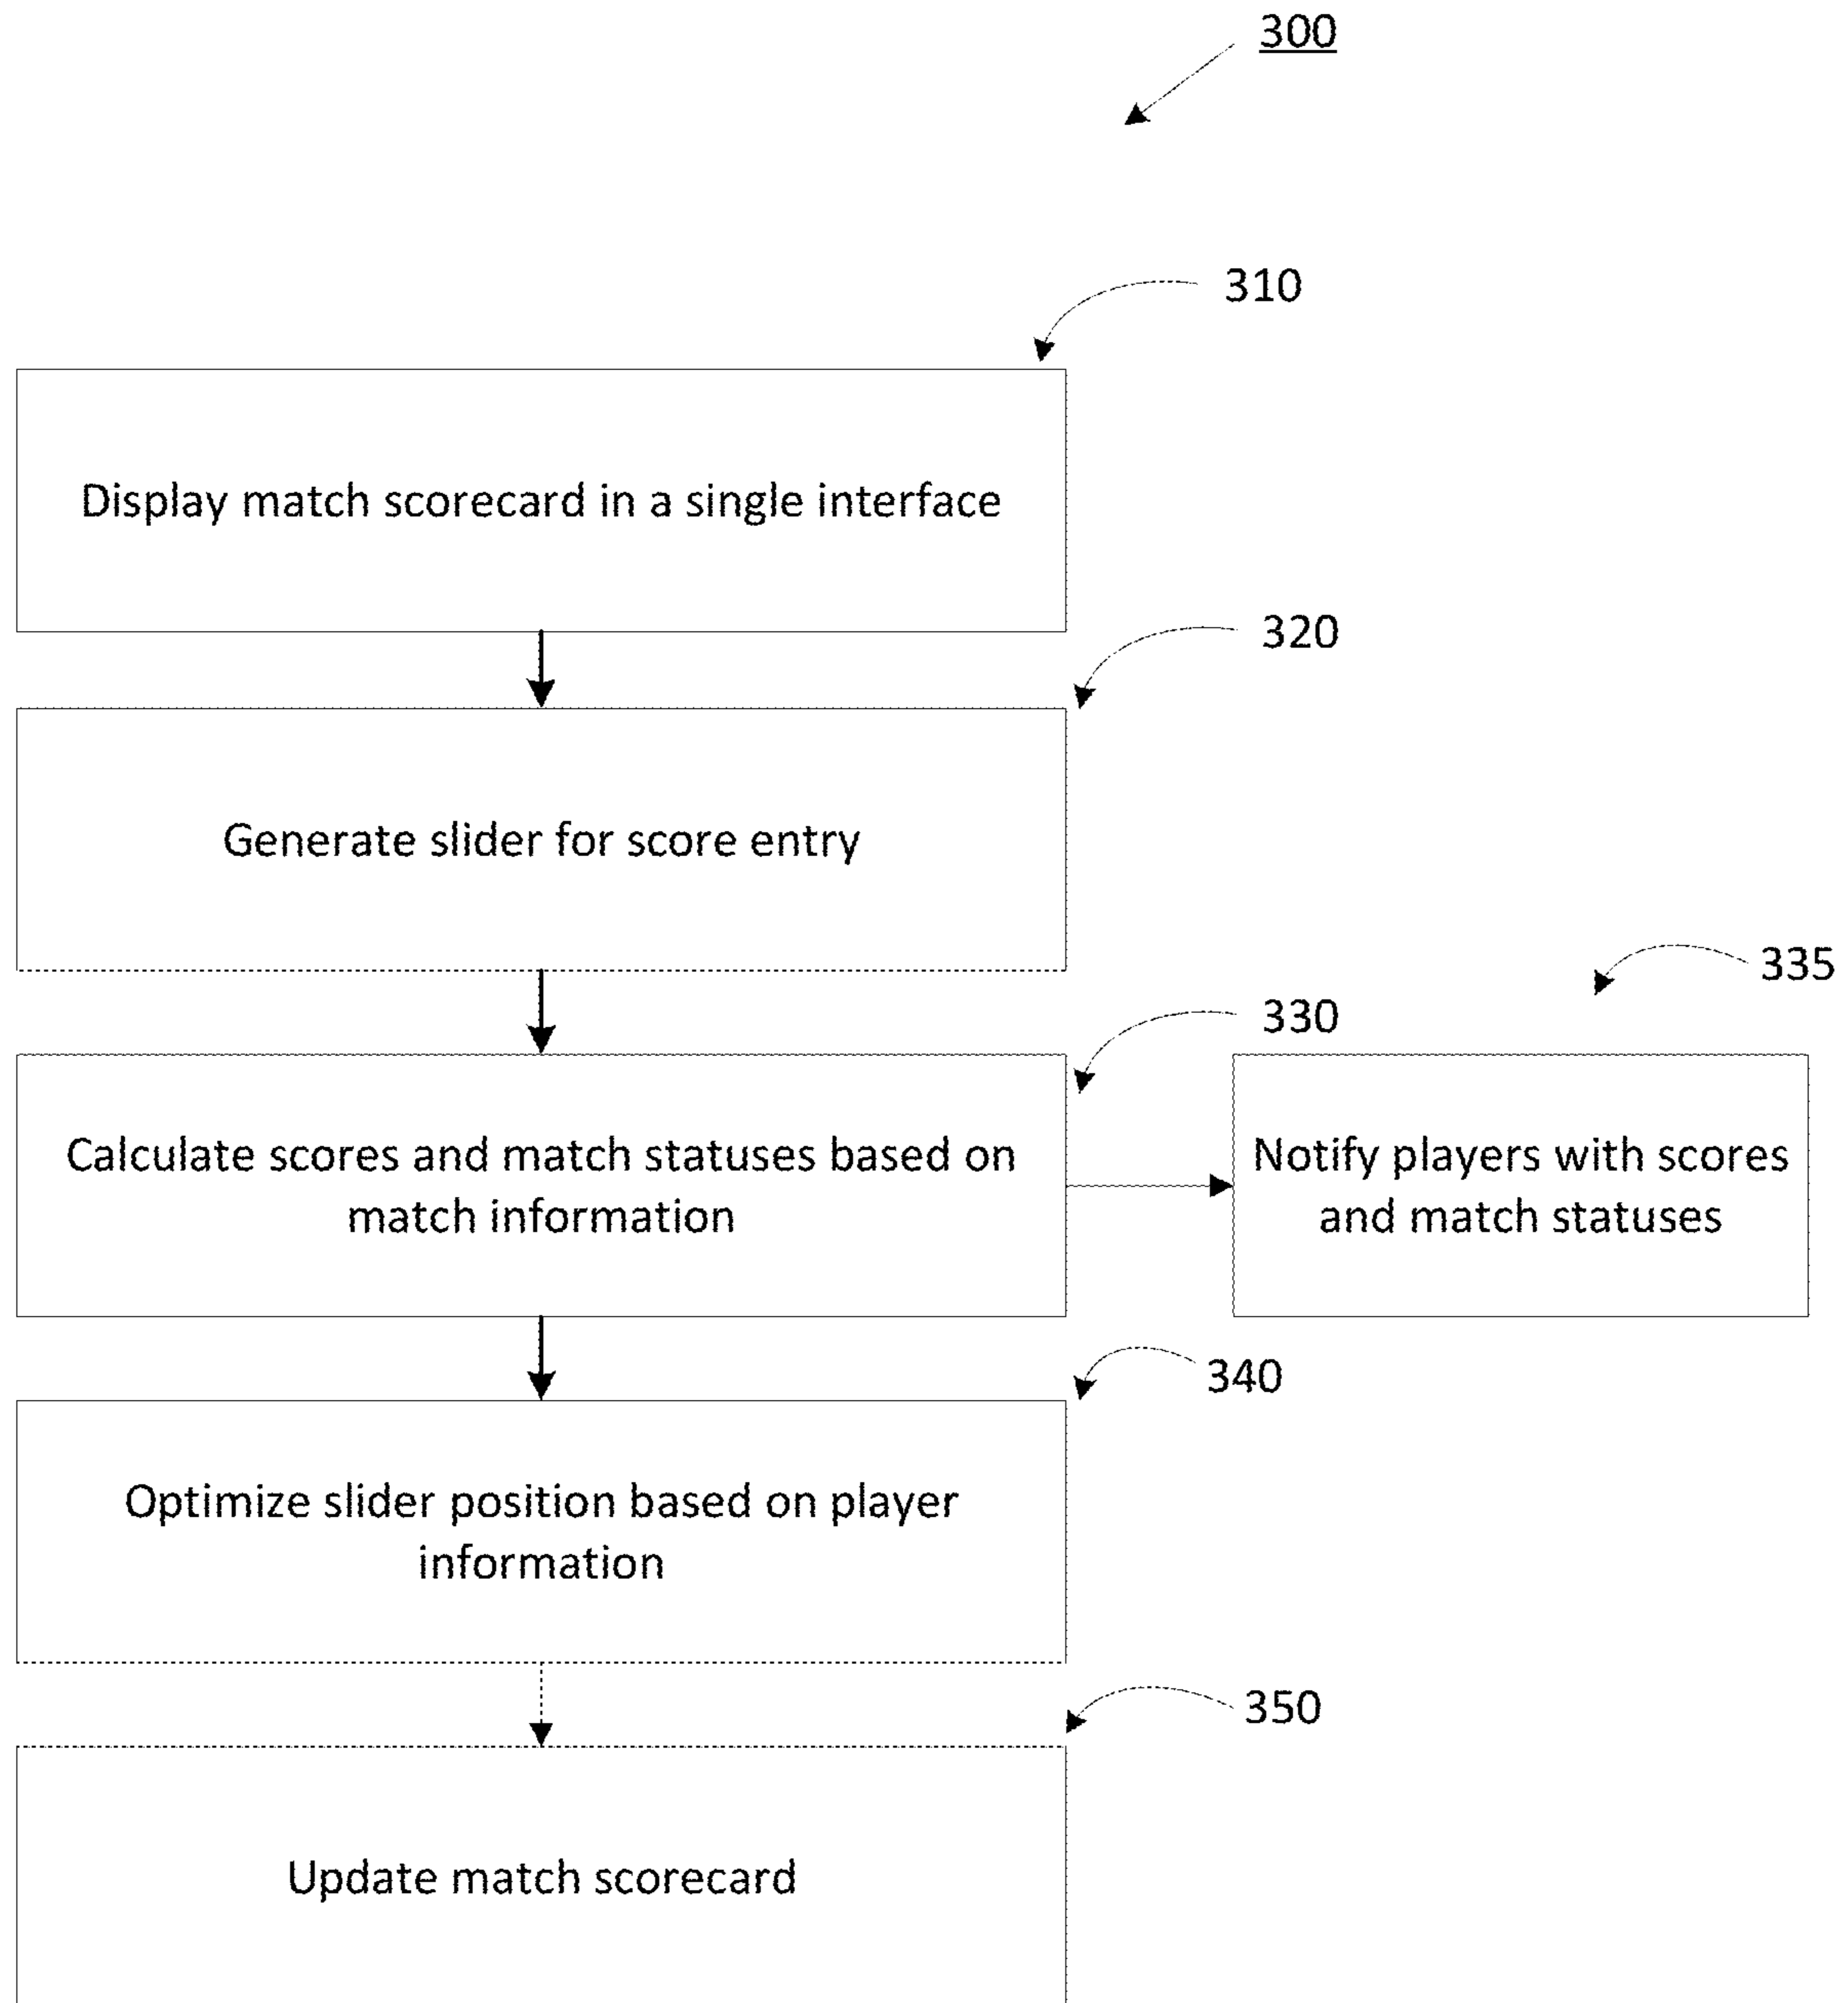 300
310
Display match scorecard in a single interface
320
Generate slider for score entry
335
330
Calculate scores and match statuses based on
match information
Notify players with scores
and match statuses
340
Optimize slider position based on player
information
350
Update match scorecard